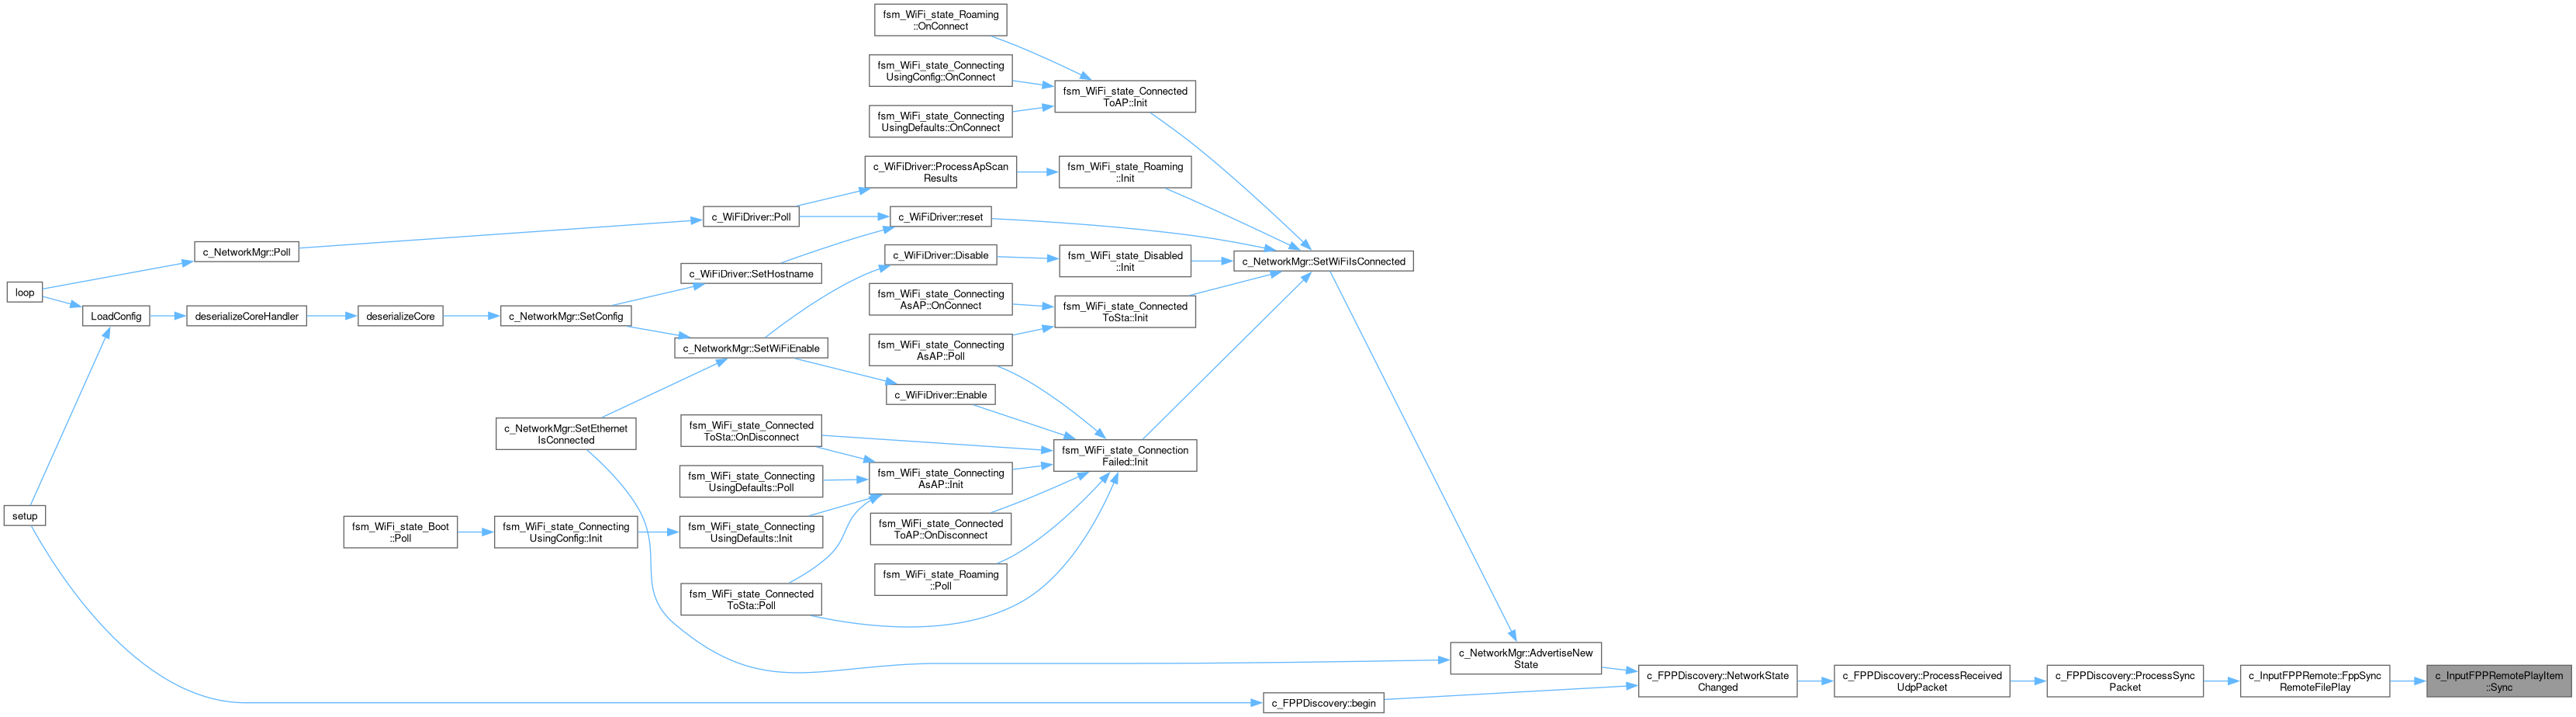 fsm_WiFi_state_Roaming
::OnConnect
fsm_WiFi_state_Connecting
UsingConfig::OnConnect
fsm_WiFi_state_Connected
ToAP::Init
fsm_WiFi_state_Connecting
UsingDefaults::OnConnect
c_WiFiDriver::ProcessApScan
Results
fsm_WiFi_state_Roaming
::Init
c_WiFiDriver::Poll
c_WiFiDriver::reset
c_NetworkMgr::Poll
c_WiFiDriver::Disable
fsm_WiFi_state_Disabled
::Init
c_NetworkMgr::SetWiFiIsConnected
c_WiFiDriver::SetHostname
loop
fsm_WiFi_state_Connecting
AsAP::OnConnect
fsm_WiFi_state_Connected
ToSta::Init
LoadConfig
deserializeCoreHandler
deserializeCore
c_NetworkMgr::SetConfig
c_NetworkMgr::SetWiFiEnable
fsm_WiFi_state_Connecting
AsAP::Poll
c_WiFiDriver::Enable
c_NetworkMgr::SetEthernet
IsConnected
fsm_WiFi_state_Connected
ToSta::OnDisconnect
fsm_WiFi_state_Connection
Failed::Init
fsm_WiFi_state_Connecting
UsingDefaults::Poll
fsm_WiFi_state_Connecting
AsAP::Init
setup
fsm_WiFi_state_Boot
::Poll
fsm_WiFi_state_Connecting
UsingConfig::Init
fsm_WiFi_state_Connecting
UsingDefaults::Init
fsm_WiFi_state_Connected
ToAP::OnDisconnect
fsm_WiFi_state_Roaming
::Poll
fsm_WiFi_state_Connected
ToSta::Poll
c_NetworkMgr::AdvertiseNew
State
c_FPPDiscovery::NetworkState
Changed
c_FPPDiscovery::ProcessReceived
UdpPacket
c_FPPDiscovery::ProcessSync
Packet
c_InputFPPRemote::FppSync
RemoteFilePlay
c_InputFPPRemotePlayItem
::Sync
c_FPPDiscovery::begin